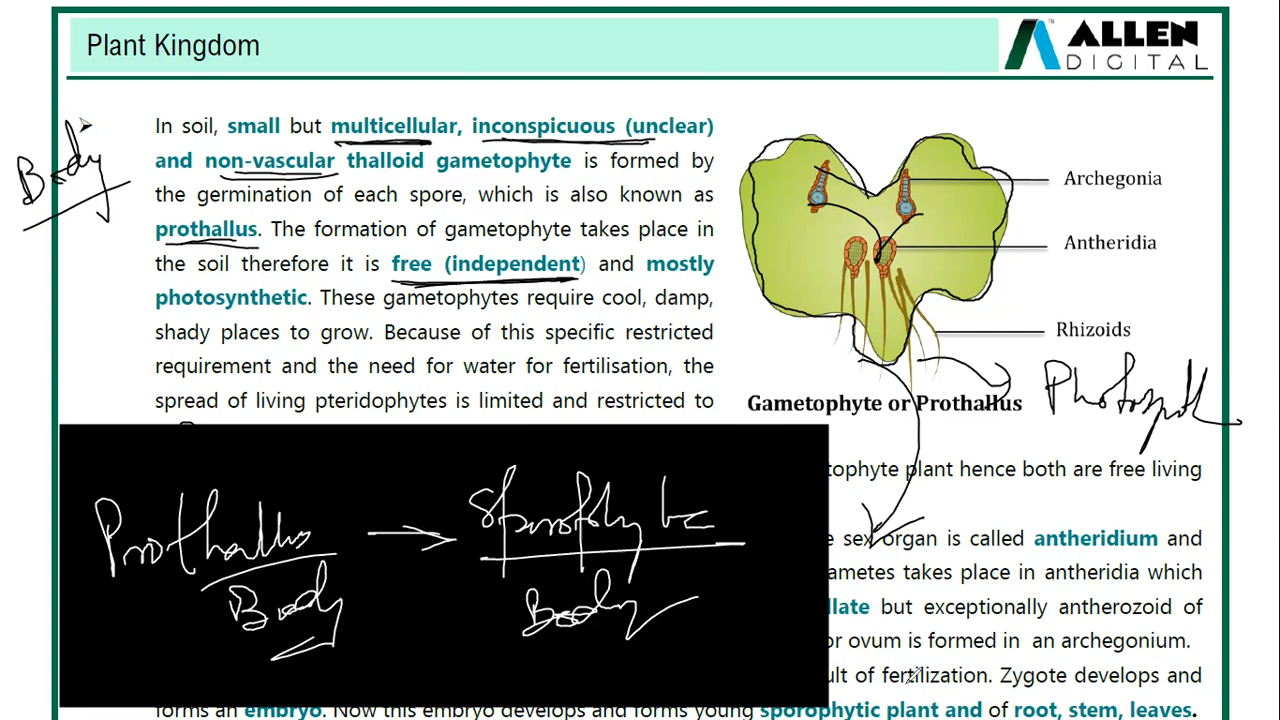 Plant Kingdom
ALLEN
DIGITAL
Body
In soil, small but multicellular, inconspicuous (unclear)
and non-vascular thalloid gametophyte is formed by
the germination of each spore, which is also known as
prothallus. The formation of gametophyte takes place in
the soil therefore it is free (independent) and mostly
photosynthetic. These gametophytes require cool, damp,
shady places to grow. Because of this specific restricted
requirement and the need for water for fertilisation, the
spread of living pteridophytes is limited and restricted to
Archegonia
Antheridia
Rhizoids
Gametophyte or Prothallus
Photosynth
Prothallus
Body
Body
tophyte plant hence both are free living
sex organ is called antheridium and
ametes takes place in antheridia which
llate but exceptionally antherozoid of
or ovum is formed in an archegonium.
ult of fertilization. Zygote develops and
forms an embryo. Now this embryo develops and forms young sporophytic plant and of root, stem, leaves.